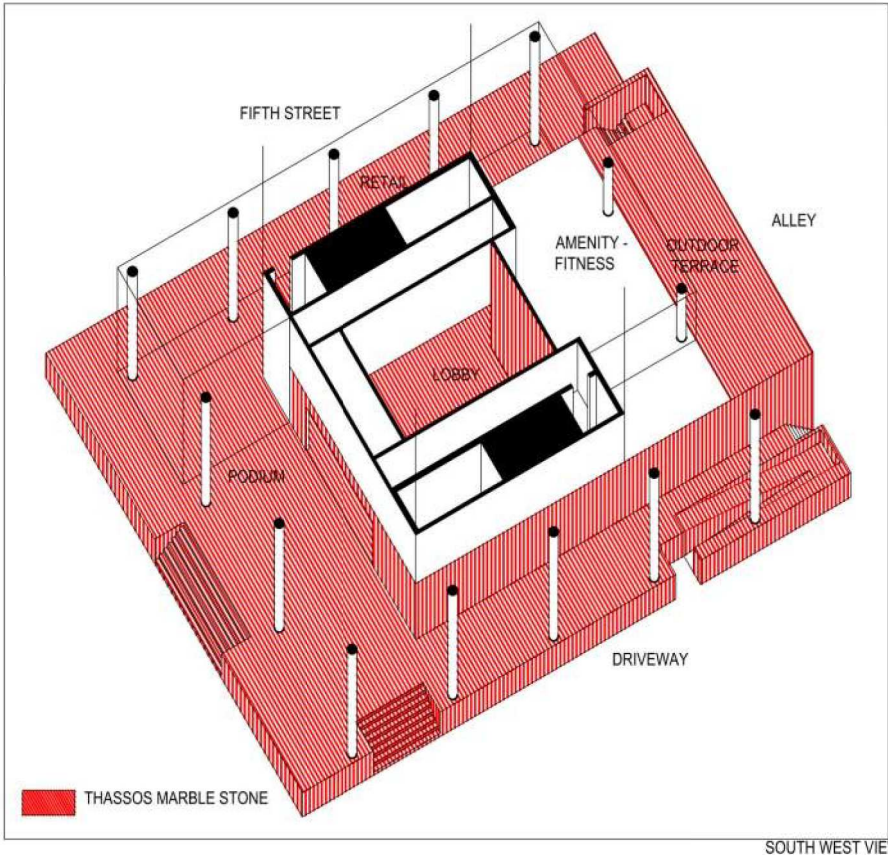 FIFTH STREET
RETAIL
ALLEY
AMENITY -
FITNESS
OUTDOOR
TERRACE
LOBBY
PODIUM
DRIVEWAY
THASSOS MARBLE STONE
SOUTH WEST VIE